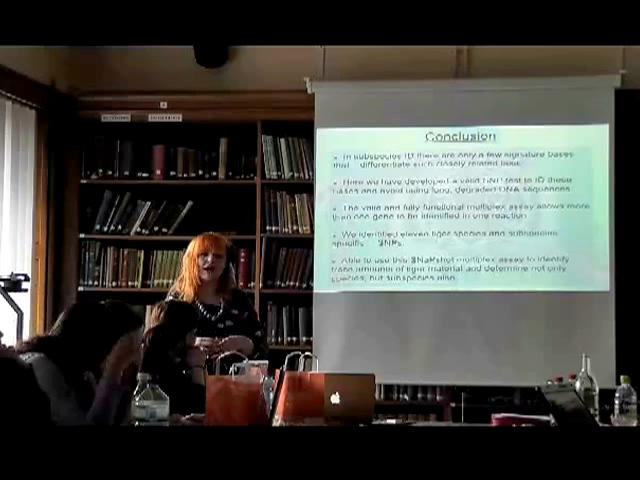 Conclusion
In subspecies ID there are only a few signature bases
that differentiate such closely related taxa.
Here we have developed a valid SNP test to ID these
bases and avoid using long, degraded DNA sequences.
The valid and fully functional multiplex assay allows more
than one gene to be identified in one reaction
We identified eleven tiger species and subspecies
specific SNPs.
Able to use this SNaPshot multiplex assay to identify
trace amounts of tiger material and determine not only
species, but subspecies also.